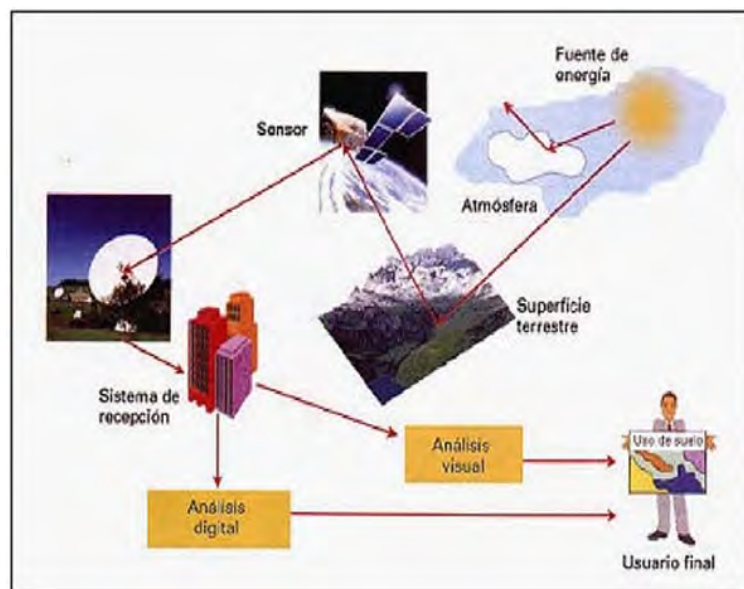 Fuente de
energía
Sensor
Atmósfera
Superficie
terrestre
Sistema de
recepción
Análisis
visual
Uso de suelo
Análisis
digital
Usuario final